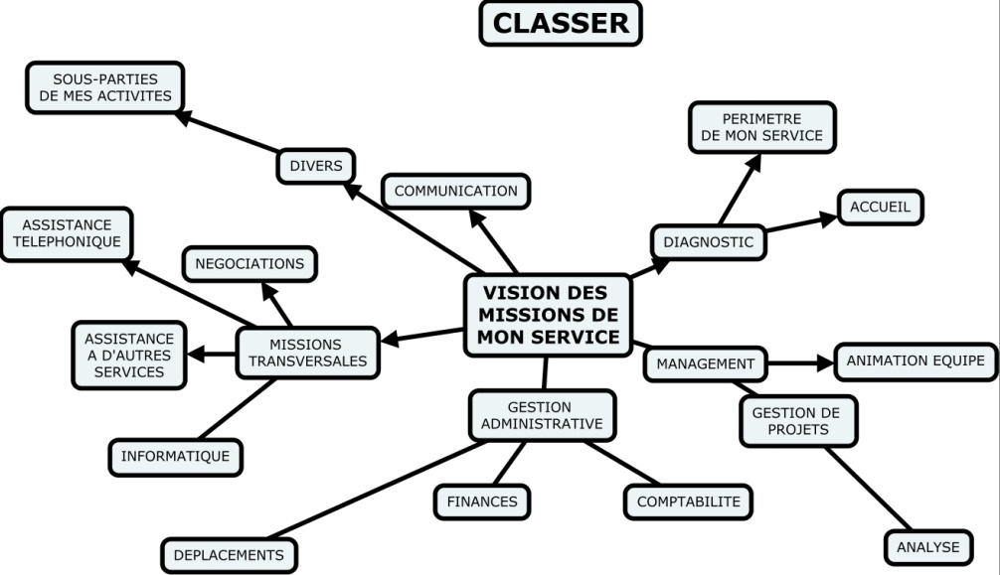 CLASSER
SOUS-PARTIES
DE MES ACTIVITES
PERIMETRE
DE MON SERVICE
DIVERS
COMMUNICATION
ACCUEIL
ASSISTANCE
TELEPHONIQUE
DIAGNOSTIC
NEGOCIATIONS
VISION DES
MISSIONS DE
MON SERVICE
ASSISTANCE
A D'AUTRES
SERVICES
MISSIONS
TRANSVERSALES
MANAGEMENT
ANIMATION EQUIPE
GESTION
ADMINISTRATIVE
GESTION DE
PROJETS
INFORMATIQUE
FINANCES
COMPTABILITE
DEPLACEMENTS
ANALYSE